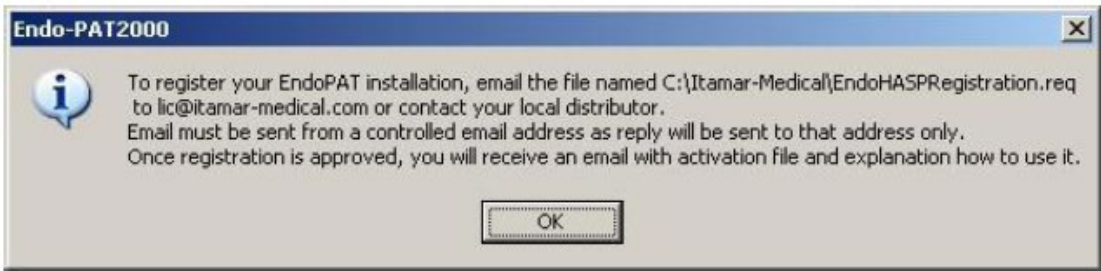 Endo-PAT2000
To register your EndoPAT installation, email the file named C:\Itamar-Medical\EndoHASPRegistration.req
to lic@itamar-medical.com or contact your local distributor.
Email must be sent from a controlled email address as reply will be sent to that address only.
Once registration is approved, you will receive an email with activation file and explanation how to use it.
OK